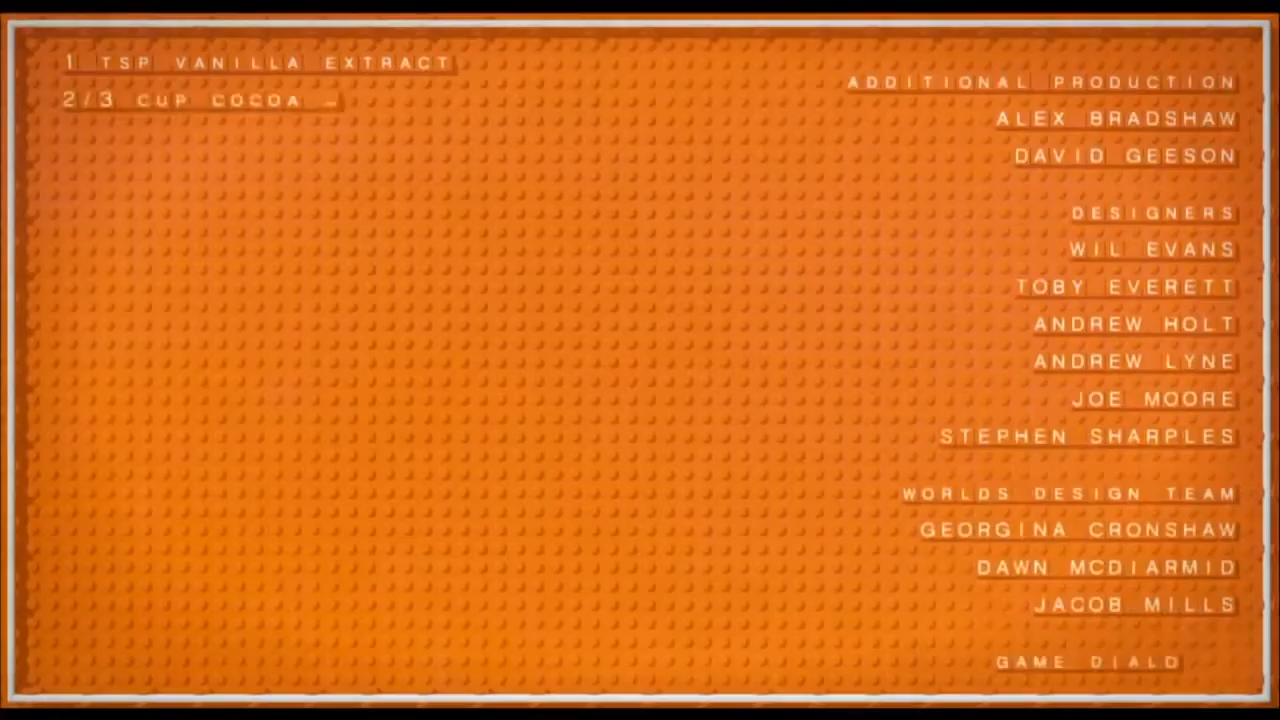 1 TSP VANILLA EXTRACT
2/3 CUP COCOA _
ADDITIONAL PRODUCTION
ALEX BRADSHAW
DAVID GEESON
DESIGNERS
WIL EVANS
TOBY EVERETT
ANDREW HOLT
ANDREW LYNE
JOE MOORE
STEPHEN SHARPLES
WORLDS DESIGN TEAM
GEORGINA CRONSHAW
DAWN MCDIARMID
JACOB MILLS
GAME DIALO